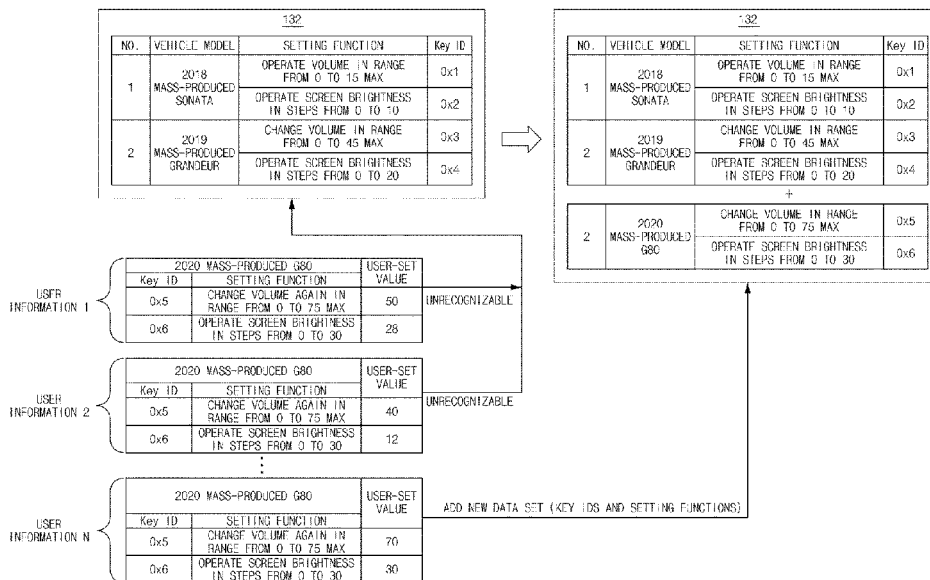 132
NO. VEHICLE MODEL SETTING FUNCTION Key ID
1 2018 MASS-PRODUCED SONATA
OPERATE VOLUME IN RANGE FROM 0 TO 15 MAX 0x1
OPERATE SCREEN BRIGHTNESS IN STEPS FROM 0 TO 10 0x2
2 2019 MASS-PRODUCED GRANDEUR
CHANGE VOLUME IN RANGE FROM 0 TO 45 MAX 0x3
OPERATE SCREEN BRIGHTNESS IN STEPS FROM 0 TO 20 0x4
132
NO. VEHICLE MODEL SETTING FUNCTION Key ID
1 2018 MASS-PRODUCED SONATA
OPERATE VOLUME IN RANGE FROM 0 TO 15 MAX 0x1
OPERATE SCREEN BRIGHTNESS IN STEPS FROM 0 TO 10 0x2
2 2019 MASS-PRODUCED GRANDEUR
CHANGE VOLUME IN RANGE FROM 0 TO 45 MAX 0x3
OPERATE SCREEN BRIGHTNESS IN STEPS FROM 0 TO 20 0x4
+
2 2020 MASS-PRODUCED G80
CHANGE VOLUME IN RANGE FROM 0 TO 75 MAX 0x5
OPERATE SCREEN BRIGHTNESS IN STEPS FROM 0 TO 30 0x6
USER INFORMATION 1
2020 MASS-PRODUCED G80 USER-SET VALUE
Key ID SETTING FUNCTION
0x5 CHANGE VOLUME AGAIN IN RANGE FROM 0 TO 75 MAX 50
0x6 OPERATE SCREEN BRIGHTNESS IN STEPS FROM 0 TO 30 28
UNRECOGNIZABLE
USER INFORMATION 2
2020 MASS-PRODUCED G80 USER-SET VALUE
Key ID SETTING FUNCTION
0x5 CHANGE VOLUME AGAIN IN RANGE FROM 0 TO 75 MAX 40
0x6 OPERATE SCREEN BRIGHTNESS IN STEPS FROM 0 TO 30 12
UNRECOGNIZABLE
USER INFORMATION N
2020 MASS-PRODUCED G80 USER-SET VALUE
Key ID SETTING FUNCTION
0x5 CHANGE VOLUME AGAIN IN RANGE FROM 0 TO 75 MAX 70
0x6 OPERATE SCREEN BRIGHTNESS IN STEPS FROM 0 TO 30 30
ADD NEW DATA SET (KEY IDS AND SETTING FUNCTIONS)